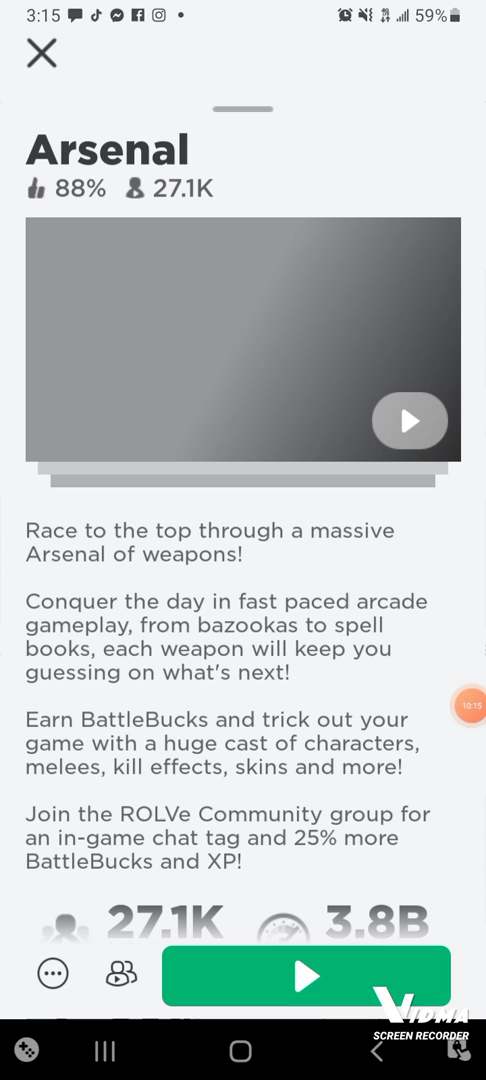 3:15
59%
Arsenal
88% 27.1K
Race to the top through a massive
Arsenal of weapons!
Conquer the day in fast paced arcade
gameplay, from bazookas to spell
books, each weapon will keep you
guessing on what's next!
10:15
Earn BattleBucks and trick out your
game with a huge cast of characters,
melees, kill effects, skins and more!
Join the ROLVe Community group for
an in-game chat tag and 25% more
BattleBucks and XP!
27.1K 3.8B
VIDMA
SCREEN RECORDER